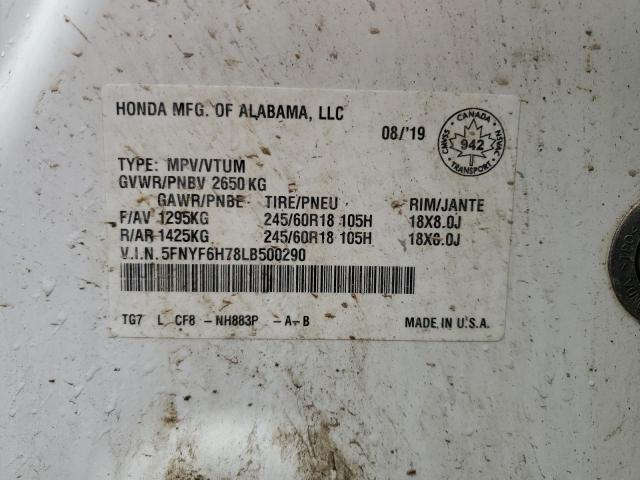 HONDA MFG. OF ALABAMA, LLC
08/'19
CANADA
CMVSS 942 NSVAC
TRANSPORT
TYPE: MPV/VTUM
GVWR/PNBV 2650 KG
GAWR/PNBE TIRE/PNEU RIM/JANTE
F/AV 1295KG 245/60R18 105H 18X8.0J
R/AR 1425KG 245/60R18 105H 18X8.0J
V.I.N. 5FNYF6H78LB500290
TG7 L CF8 - NH883P - A- B MADE IN U.S.A.